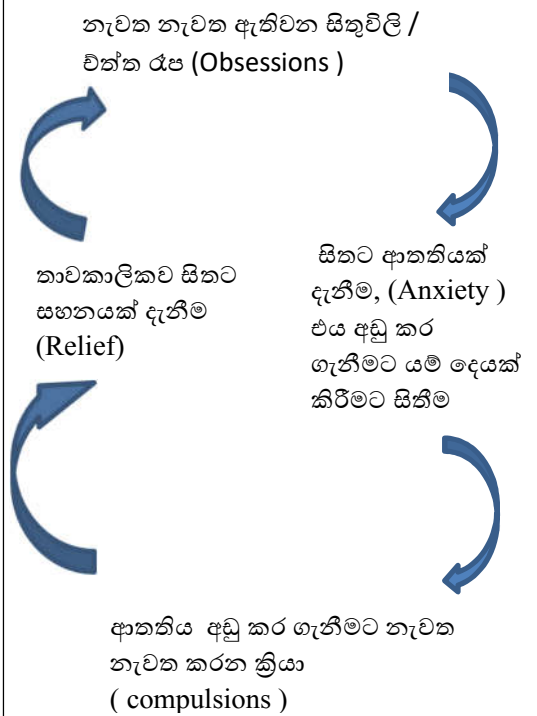 නැවත නැවත ඇතිවන සිතුවිලි /
චිත්ත රූප (Obsessions )
සිතට ආතතියක්
දැනීම, (Anxiety )
එය අඩු කර
ගැනීමට යම් දෙයක්
කිරීමට සිතීම
ආතතිය අඩු කර ගැනීමට නැවත
නැවත කරන ක්‍රියා
( compulsions )
තාවකාලිකව සිතට
සහනයක් දැනීම
(Relief)